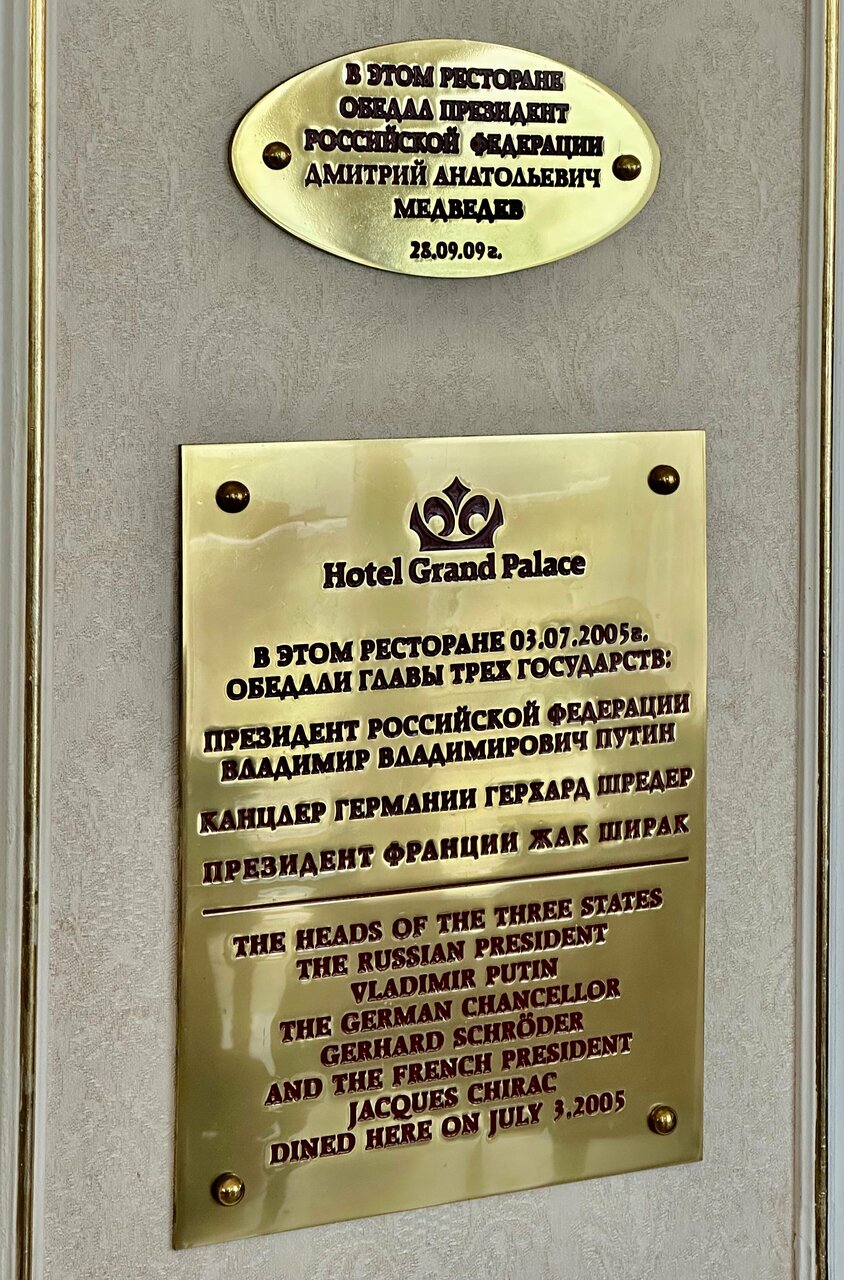 В ЭТОМ РЕСТОРАНЕ
ОБЕДАЛ ПРЕЗИДЕНТ
РОССИЙСКОЙ ФЕДЕРАЦИИ
ДМИТРИЙ АНАТОЛЬЕВИЧ
МЕДВЕДЕВ
28.09.09г.
Hotel Grand Palace
В ЭТОМ РЕСТОРАНЕ 03.07.2005г.
ОБЕДАЛИ ГЛАВЫ ТРЕХ ГОСУДАРСТВ:
ПРЕЗИДЕНТ РОССИЙСКОЙ ФЕДЕРАЦИИ
ВЛАДИМИР ВЛАДИМИРОВИЧ ПУТИН
КАНЦЛЕР ГЕРМАНИИ ГЕРХАРД ШРЕДЕР
ПРЕЗИДЕНТ ФРАНЦИИ ЖАК ШИРАК
THE HEADS OF THE THREE STATES
THE RUSSIAN PRESIDENT
VLADIMIR PUTIN
THE GERMAN CHANCELLOR
GERHARD SCHRÖDER
AND THE FRENCH PRESIDENT
JACQUES CHIRAC
DINED HERE ON JULY 3.2005